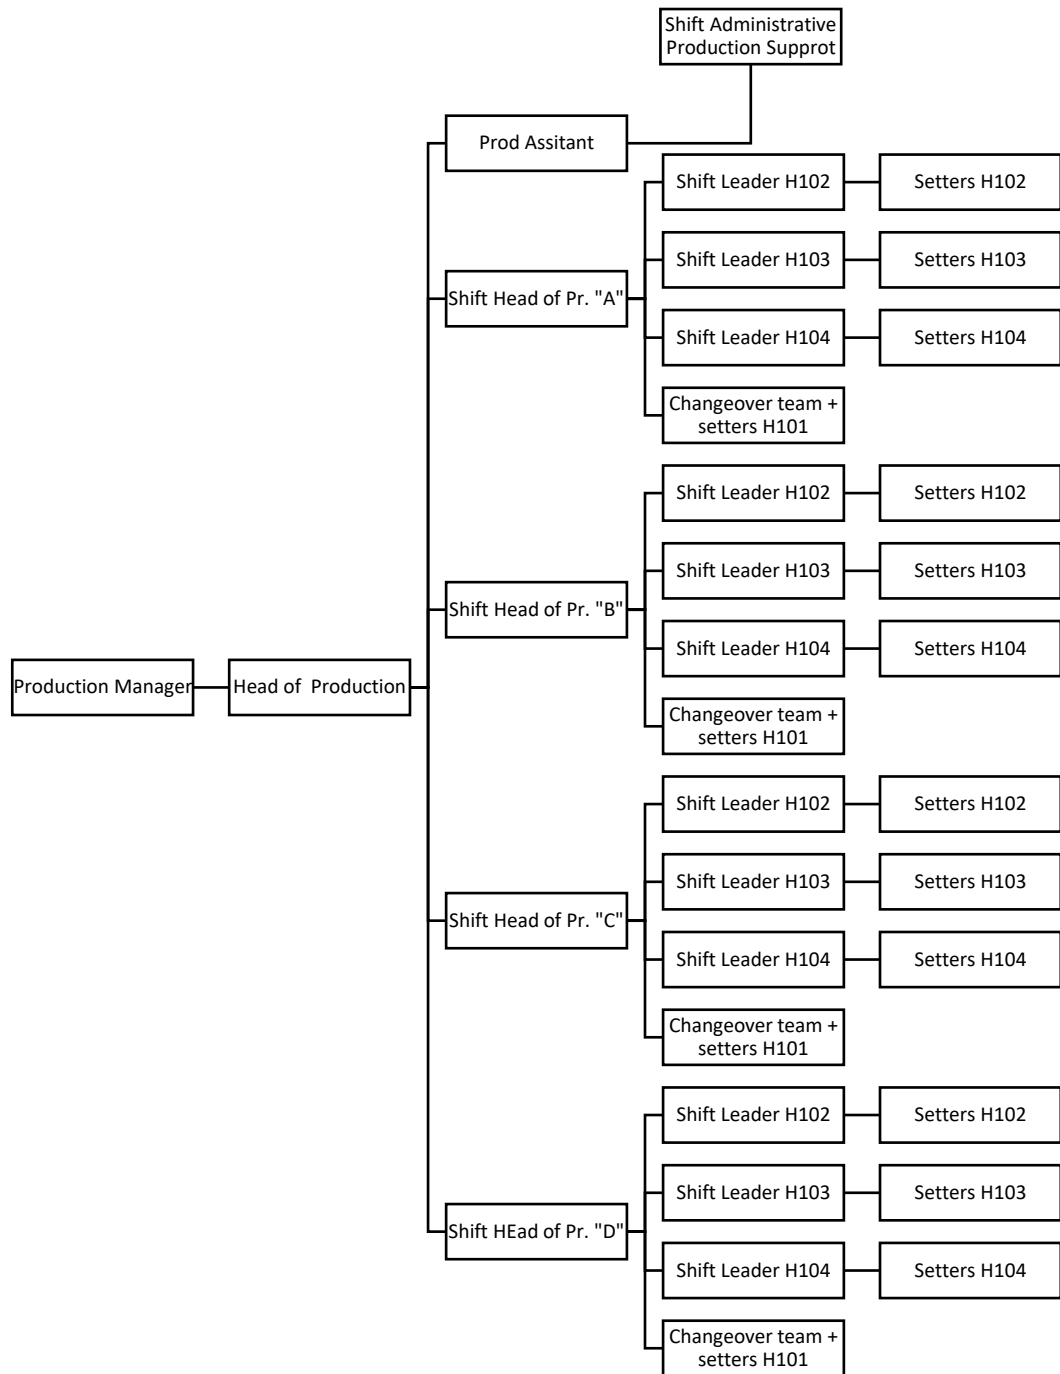 Shift Administrative
Production Supprot
Prod Assitant
Shift Leader H102
Setters H102
Shift Leader H103
Setters H103
Shift Head of Pr. "A"
Shift Leader H104
Setters H104
Changeover team +
setters H101
Shift Leader H102
Setters H102
Shift Leader H103
Setters H103
Shift Head of Pr. "B"
Shift Leader H104
Setters H104
Production Manager
Head of  Production
Changeover team +
setters H101
Shift Leader H102
Setters H102
Shift Leader H103
Setters H103
Shift Head of Pr. "C"
Shift Leader H104
Setters H104
Changeover team +
setters H101
Shift Leader H102
Setters H102
Shift Leader H103
Setters H103
Shift HEad of Pr. "D"
Shift Leader H104
Setters H104
Changeover team +
setters H101